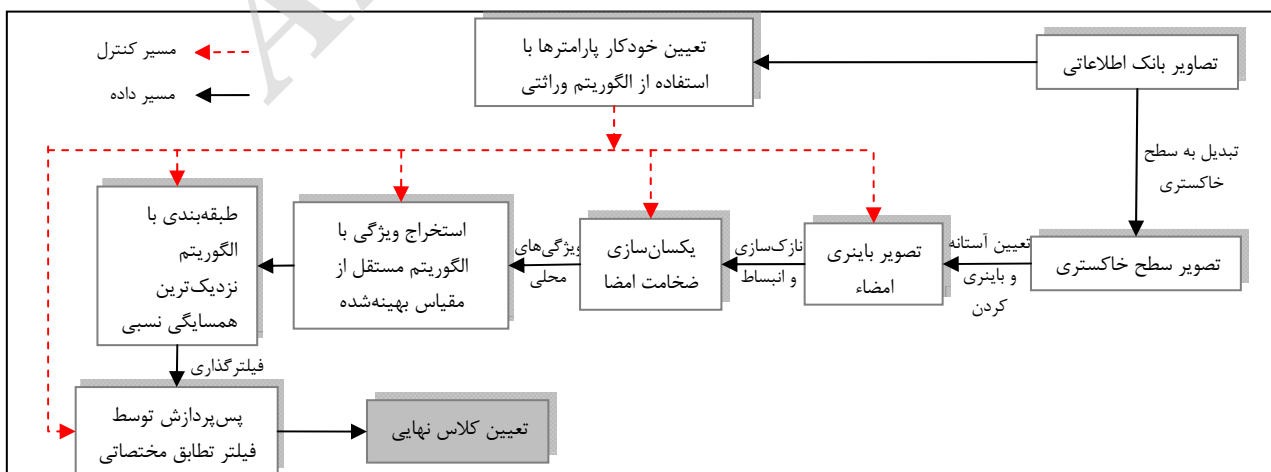 تعیین خودکار پارامترها با
استفاده از الگوریتم وراثتی
تصاویر بانک اطلاعاتی
مسیر کنترل
مسیر داده
تبدیل به سطح
خاکستری
تصویر سطح خاکستری
تعیین آستانه
و باینری
کردن
تصویر باینری
امضاء
نازک‌سازی
و انبساط
یکسان‌سازی
ضخامت امضا
ویژگی‌های
محلی
استخراج ویژگی با
الگوریتم مستقل از
مقیاس بهینه‌شده
طبقه‌بندی با
الگوریتم
نزدیک‌ترین
همسایگی نسبی
فیلترگذاری
پس‌پردازش توسط
فیلتر تطابق مختصاتی
تعیین کلاس نهایی